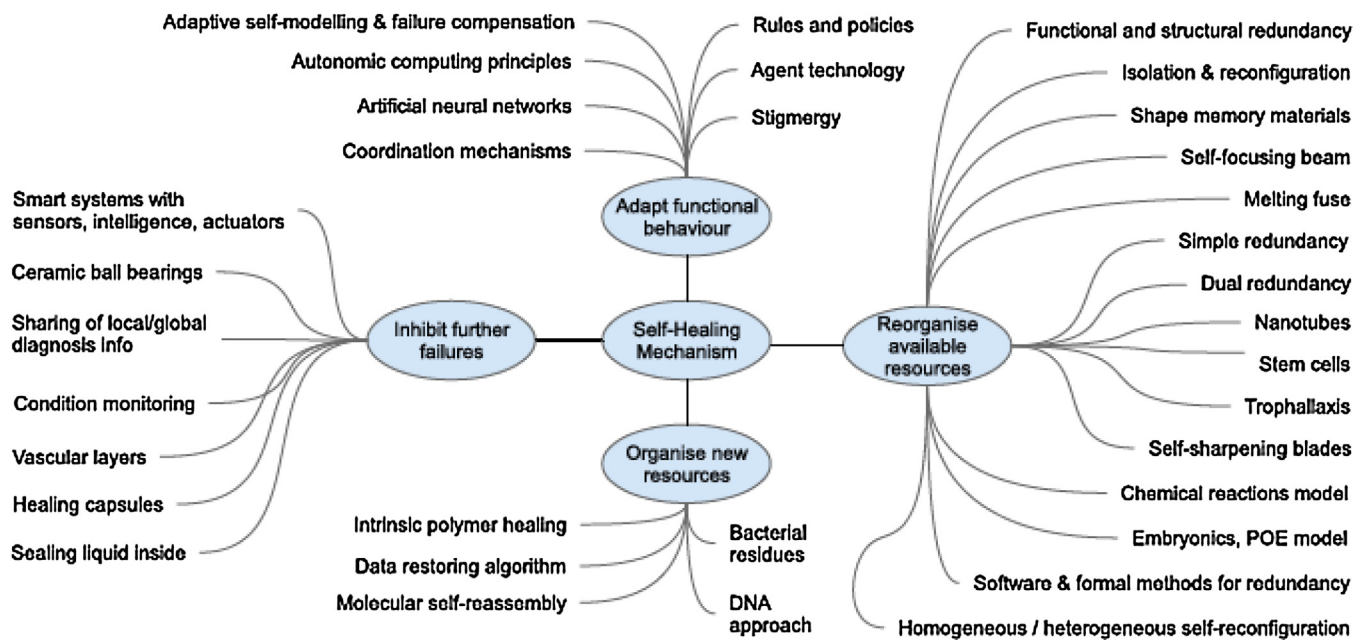 Adaptive self-modelling & failure compensation
Autonomic computing principles
Artificial neural networks
Coordination mechanisms
Rules and policies
Agent technology
Stigmergy
Functional and structural redundancy
Isolation & reconfiguration
Shape memory materials
Self-focusing beam
Melting fuse
Simple redundancy
Dual redundancy
Nanotubes
Stem cells
Trophallaxis
Self-sharpening blades
Chemical reactions model
Embryonics, POE model
Software & formal methods for redundancy
Homogeneous / heterogeneous self-reconfiguration
Smart systems with
sensors, intelligence, actuators
Ceramic ball bearings
Sharing of local/global
diagnosis info
Condition monitoring
Vascular layers
Healing capsules
Sealing liquid inside
Adapt functional
behaviour
Inhibit further
failures
Self-Healing
Mechanism
Reorganise
available
resources
Organise new
resources
Intrinsic polymer healing
Data restoring algorithm
Molecular self-reassembly
Bacterial
residues
DNA
approach